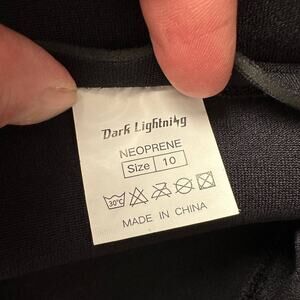 Dark Lightning
NEOPRENE
Size 10
30°C
MADE IN CHINA